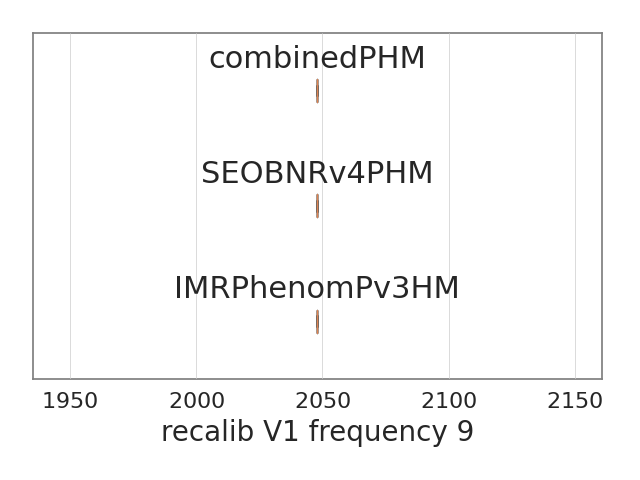 combinedPHM
SEOBNRv4PHM
IMRPhenomPv3HM
1950 2000 2050 2100 2150
recalib V1 frequency 9